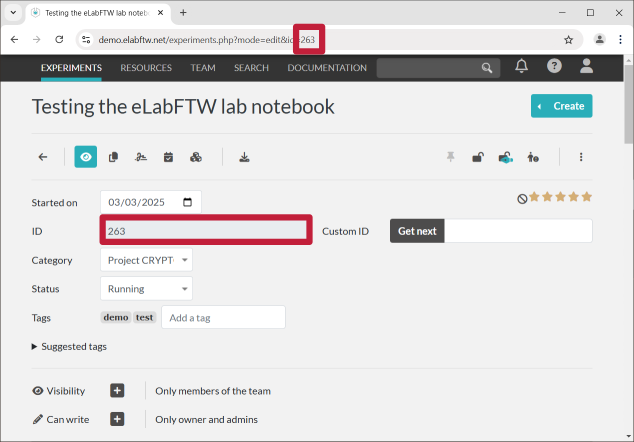 Testing the eLabFTW lab noteb
demo.elabftw.net/experiments.php?mode=edit&id=263
EXPERIMENTS RESOURCES TEAM SEARCH DOCUMENTATION
Testing the eLabFTW lab notebook
Create
Started on 03/03/2025
ID 263 Custom ID Get next
Category Project CRYPT
Status Running
Tags demo test Add a tag
Suggested tags
Visibility + Only members of the team
Can write + Only owner and admins